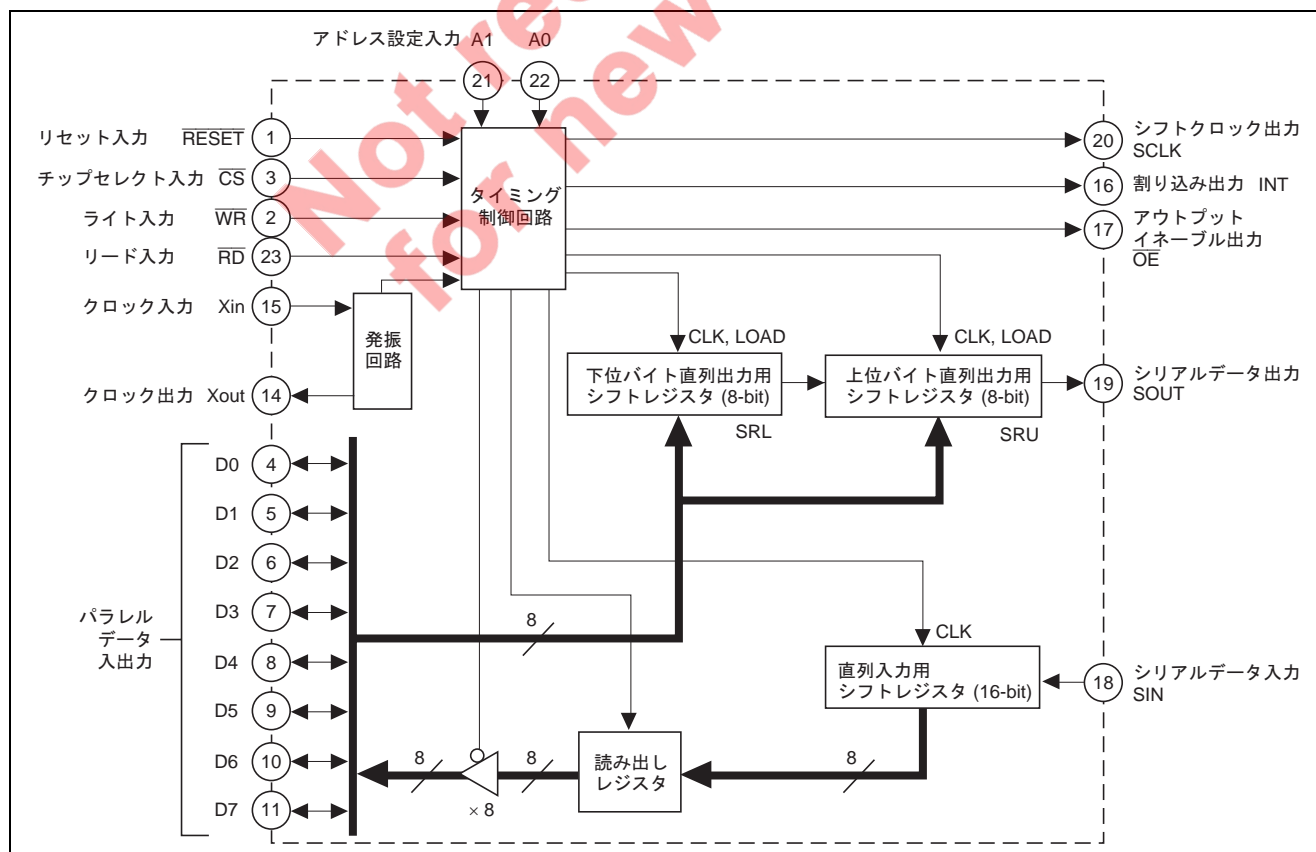 アドレス設定入力 A1 A0
21 22
リセット入力 RESET 1
チップセレクト入力 CS 3
ライト入力 WR 2
リード入力 RD 23
クロック入力 Xin 15
クロック出力 Xout 14
発振
回路
タイミング
制御回路
20 シフトクロック出力
SCLK
16 割り込み出力 INT
17 アウトプット
イネーブル出力
OE
CLK, LOAD
下位バイト直列出力用
シフトレジスタ (8-bit)
SRL
CLK, LOAD
上位バイト直列出力用
シフトレジスタ (8-bit)
SRU
19 シリアルデータ出力
SOUT
パラレル
データ
入出力
D0 4
D1 5
D2 6
D3 7
D4 8
D5 9
D6 10
D7 11
8
CLK
直列入力用
シフトレジスタ (16-bit)
18 シリアルデータ入力
SIN
8
× 8
8
読み出し
レジスタ
8
Not re
for new